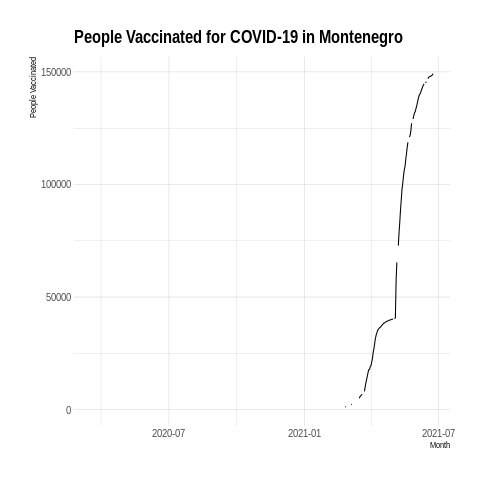 People Vaccinated for COVID-19 in Montenegro
People Vaccinated
150000
100000
50000
0
2020-07
2021-01
2021-07
Month